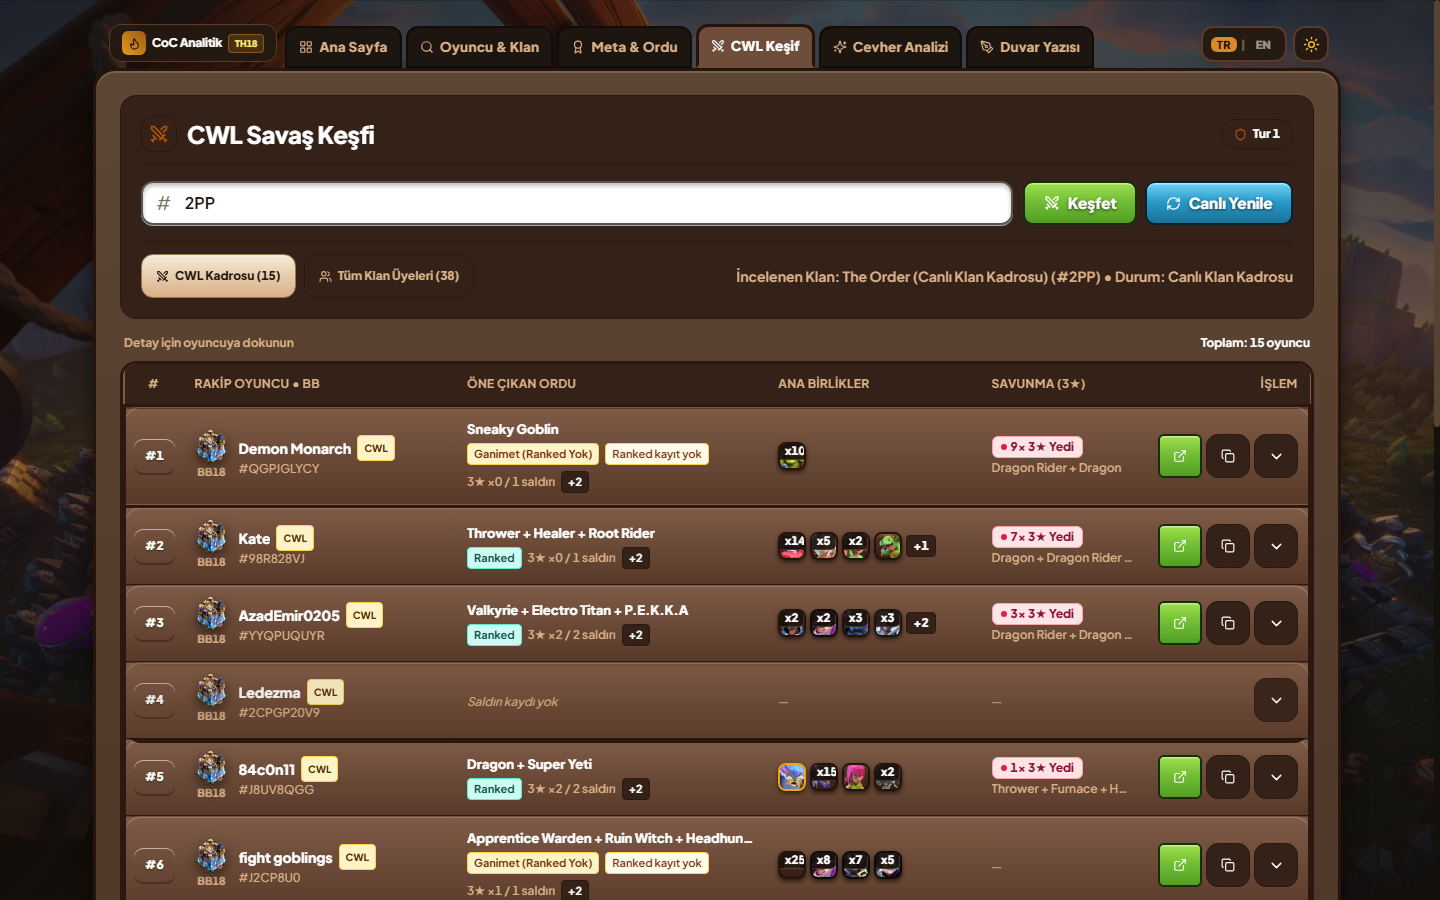 CoC Analitik TH18
Ana Sayfa
Oyuncu & Klan
Meta & Ordu
CWL Keşif
Cevher Analizi
Duvar Yazısı
TR | EN
CWL Savaş Keşfi
Tur 1
# 2PP
Keşfet
Canlı Yenile
CWL Kadrosu (15)
Tüm Klan Üyeleri (38)
İncelenen Klan: The Order (Canlı Klan Kadrosu) (#2PP) • Durum: Canlı Klan Kadrosu
Detay için oyuncuya dokunun
Toplam: 15 oyuncu
# RAKİP OYUNCU • BB ÖNE ÇIKAN ORDU ANA BİRLİKLER SAVUNMA (3★) İŞLEM
#1
BB18
Demon Monarch CWL
#QGPJGLYCY
Sneaky Goblin
Ganimet (Ranked Yok) Ranked kayıt yok
3★ ×0 / 1 saldırı +2
x10
9× 3★ Yedi
Dragon Rider + Dragon
#2
BB18
Kate CWL
#98R828VJ
Thrower + Healer + Root Rider
Ranked 3★ ×0 / 1 saldırı +2
x14 x5 x2 +1
7× 3★ Yedi
Dragon + Dragon Rider ...
#3
BB18
AzadEmir0205 CWL
#YYQPUQUYR
Valkyrie + Electro Titan + P.E.K.K.A
Ranked 3★ ×2 / 2 saldırı +2
x2 x2 x3 x3 +2
3× 3★ Yedi
Dragon Rider + Dragon ...
#4
BB18
Ledezma CWL
#2CPGP20V9
Saldırı kaydı yok
—
—
#5
BB18
84c0n11 CWL
#J8UV8QGG
Dragon + Super Yeti
Ranked 3★ ×2 / 2 saldırı +2
x15 x2
1× 3★ Yedi
Thrower + Furnace + H...
#6
BB18
fight goblings CWL
#J2CP8U0
Apprentice Warden + Ruin Witch + Headhun...
Ganimet (Ranked Yok) Ranked kayıt yok
3★ ×1 / 1 saldırı +2
x25 x8 x7 x5
—